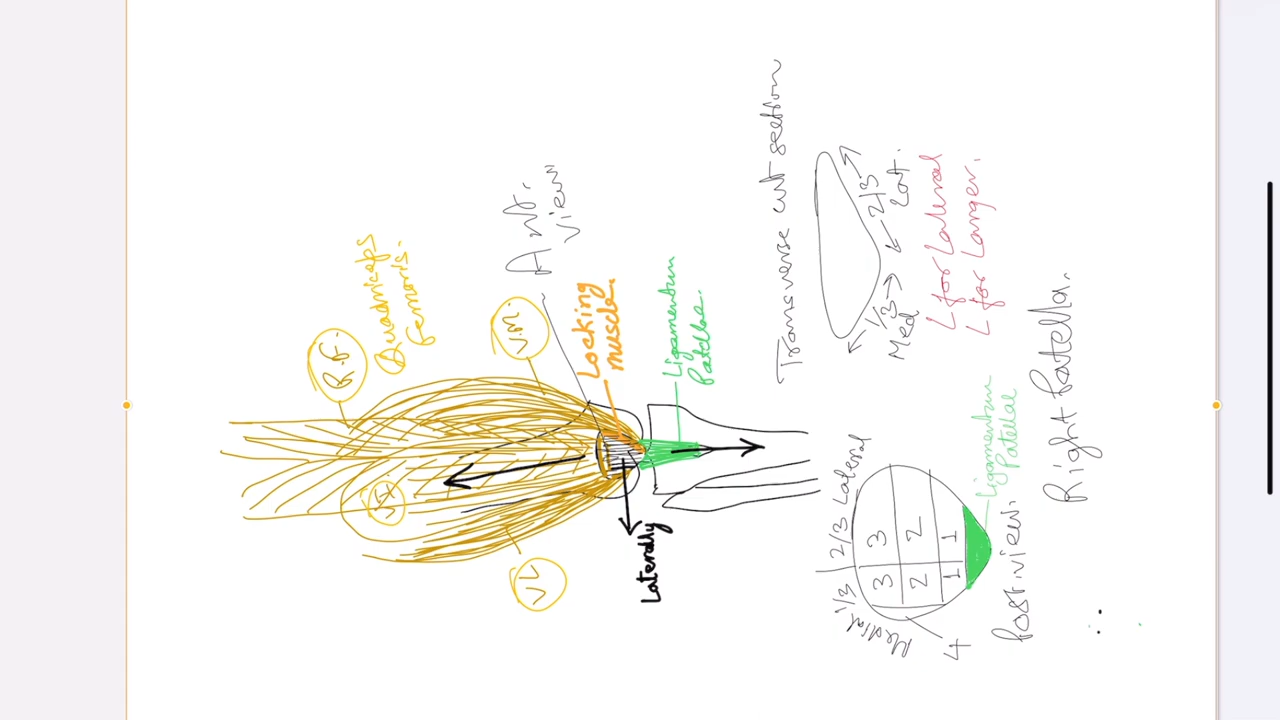 R.F.
Quadriceps
femoris.
V.I.
V.M.
VL
Ant.
view
Locking
muscle.
Ligamentum
Patellae.
Laterally
Transverse cut section
1/3
Med
2/3
Lat.
L for Lateral
L for Larger.
Medial 1/3
2/3 Lateral
3 3
2 2
1 1
4
Ligamentum
Patellae
Post. view.
Right Patella.